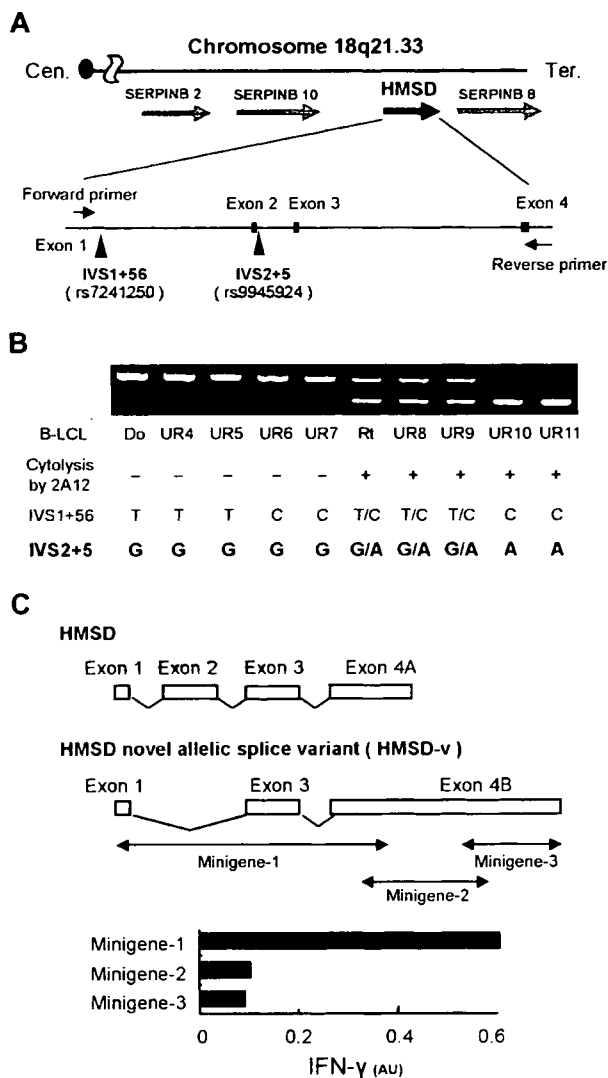 A
Chromosome 18q21.33
Cen.
Ter.
SERPINB 2
SERPINB 10
HMSD
SERPINB 8
Forward primer
Exon 2
Exon 3
Exon 4
Exon 1
IVS1+56
IVS2+5
Reverse primer
( rs7241250 )
( rs9945924 )
B
B-LCL Do UR4 UR5 UR6 UR7 Rt UR8 UR9 UR10 UR11
Cytolysis
by 2A12 – – – – – + + + + +
IVS1+56 T T T C C T/C T/C T/C C C
IVS2+5 G G G G G G/A G/A G/A A A
C
HMSD
Exon 1 Exon 2 Exon 3 Exon 4A
HMSD novel allelic splice variant ( HMSD-v )
Exon 1 Exon 3 Exon 4B
Minigene-1
Minigene-3
Minigene-2
Minigene-1
Minigene-2
Minigene-3
0 0.2 0.4 0.6
IFN-γ (AU)